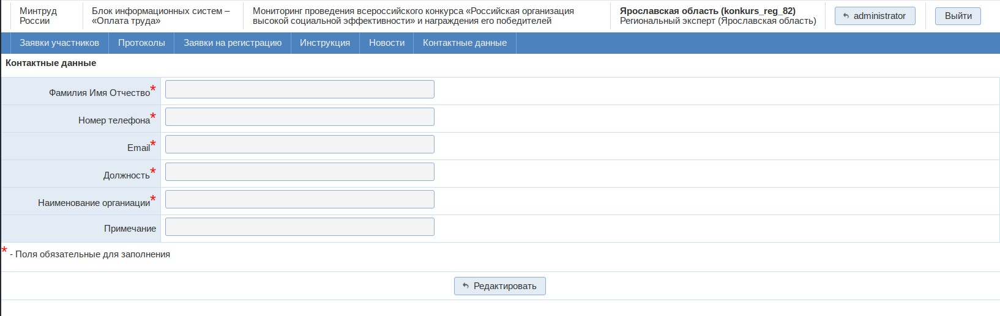 Минтруд
России
Блок информационных систем –
«Оплата труда»
Мониторинг проведения всероссийского конкурса «Российская организация
высокой социальной эффективности» и награждения его победителей
Ярославская область (konkurs_reg_82)
Региональный эксперт (Ярославская область)
administrator
Выйти
Заявки участников
Протоколы
Заявки на регистрацию
Инструкция
Новости
Контактные данные
Контактные данные
Фамилия Имя Отчество*
Номер телефона*
Email*
Должность*
Наименование органиации*
Примечание
* - Поля обязательные для заполнения
Редактировать